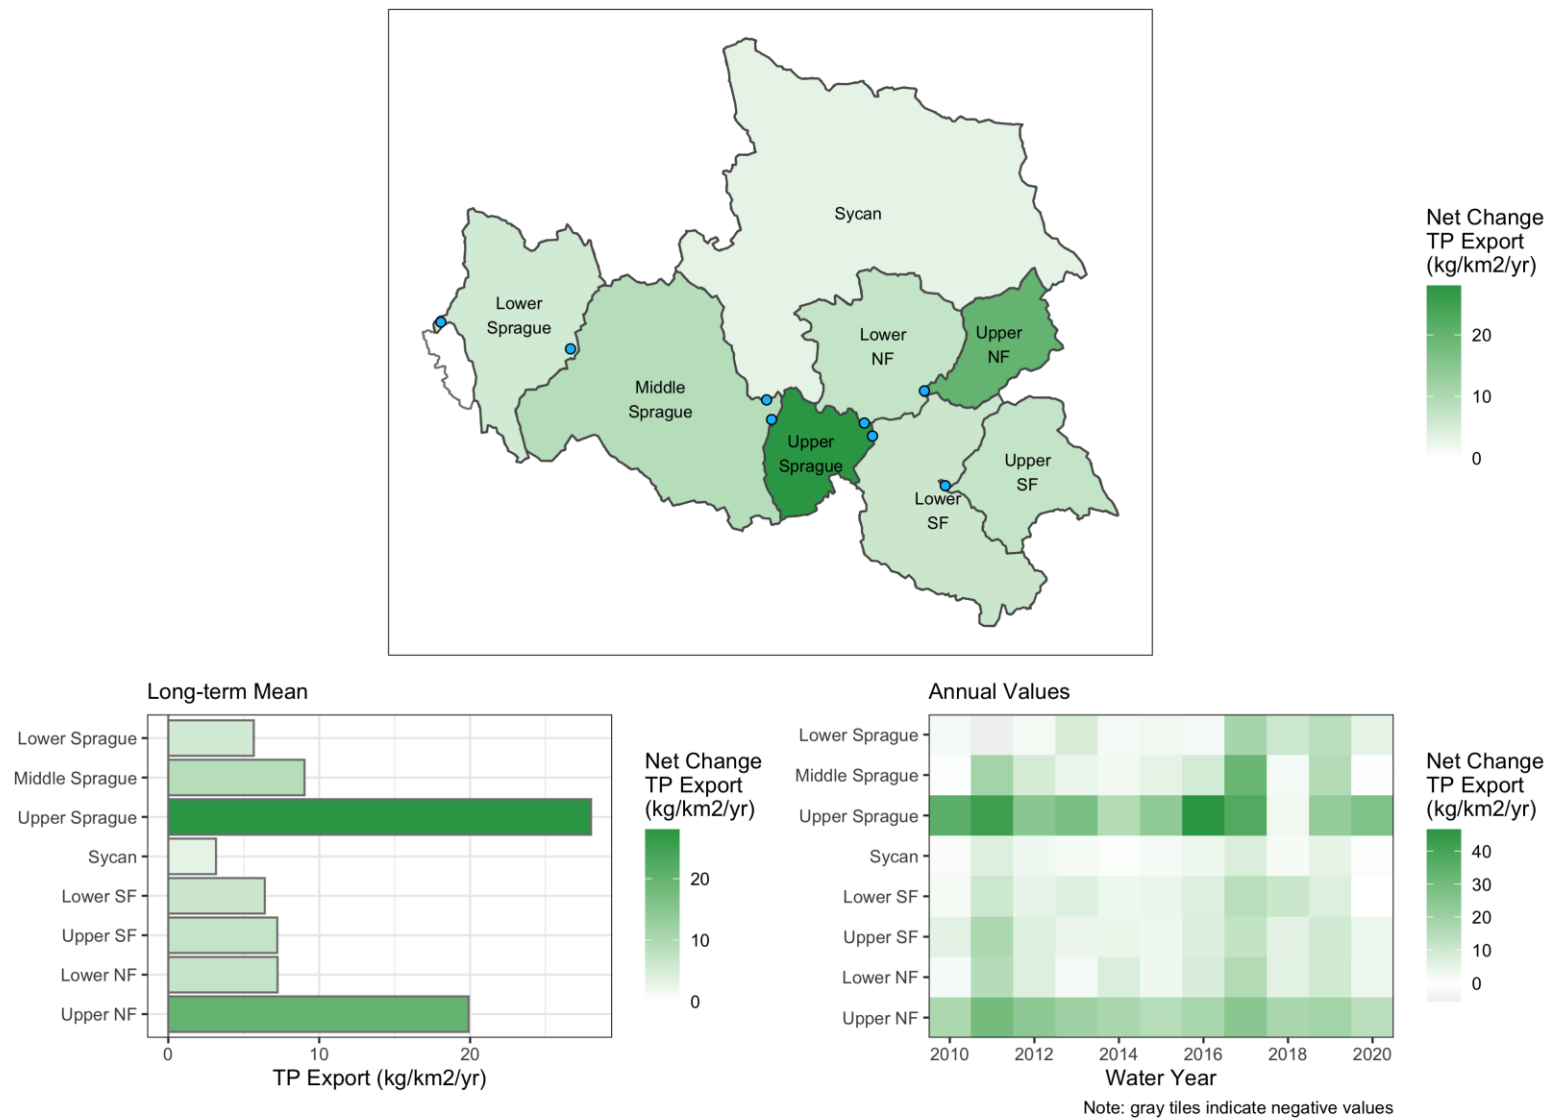 Sycan
Lower
Sprague
Lower
NF
Upper
NF
Middle
Sprague
Upper
Sprague
Upper
SF
Lower
SF
Net Change
TP Export
(kg/km2/yr)
20
10
0
Long-term Mean
Lower Sprague
Middle Sprague
Upper Sprague
Sycan
Lower SF
Upper SF
Lower NF
Upper NF
0
10
20
TP Export (kg/km2/yr)
Net Change
TP Export
(kg/km2/yr)
20
10
0
Annual Values
Lower Sprague
Middle Sprague
Upper Sprague
Sycan
Lower SF
Upper SF
Lower NF
Upper NF
2010
2012
2014
2016
2018
2020
Water Year
Note: gray tiles indicate negative values
Net Change
TP Export
(kg/km2/yr)
40
30
20
10
0